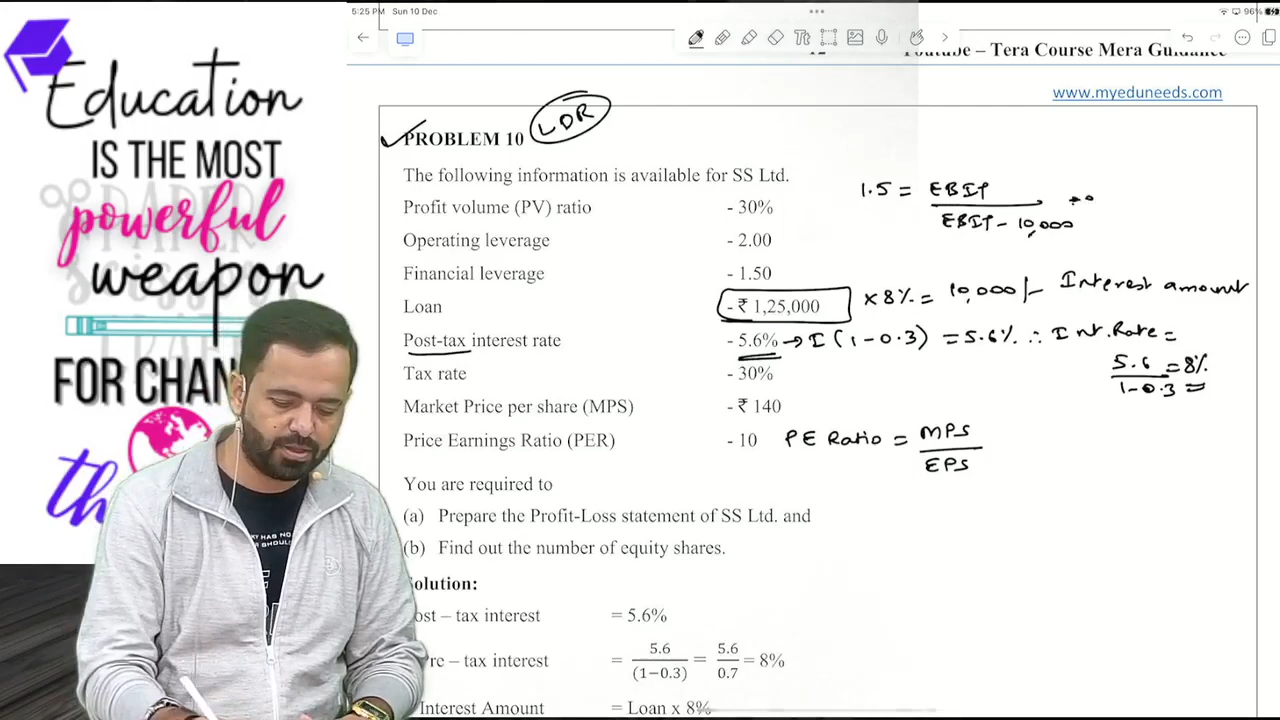 5:25 PM Sun 10 Dec
96%
Education
IS THE MOST
powerful
weapon
FOR CHAN
th
Youtube – Tera Course Mera Guidance
www.myeduneeds.com
PROBLEM 10 LDR
The following information is available for SS Ltd.
Profit volume (PV) ratio - 30%
Operating leverage - 2.00
Financial leverage - 1.50
1.5 = EBIT / EBIT - 10,000
Loan - ₹ 1,25,000 × 8% = 10,000/- Interest amount
Post-tax interest rate - 5.6% → I (1-0.3) = 5.6% ∴ Int. Rate =
5.6 / 1-0.3 = 8%
Tax rate - 30%
Market Price per share (MPS) - ₹ 140
Price Earnings Ratio (PER) - 10 PE Ratio = MPS / EPS
You are required to
(a) Prepare the Profit-Loss statement of SS Ltd. and
(b) Find out the number of equity shares.
olution:
ost – tax interest = 5.6%
re – tax interest = 5.6 / (1−0.3) = 5.6 / 0.7 = 8%
Interest Amount = Loan x 8%